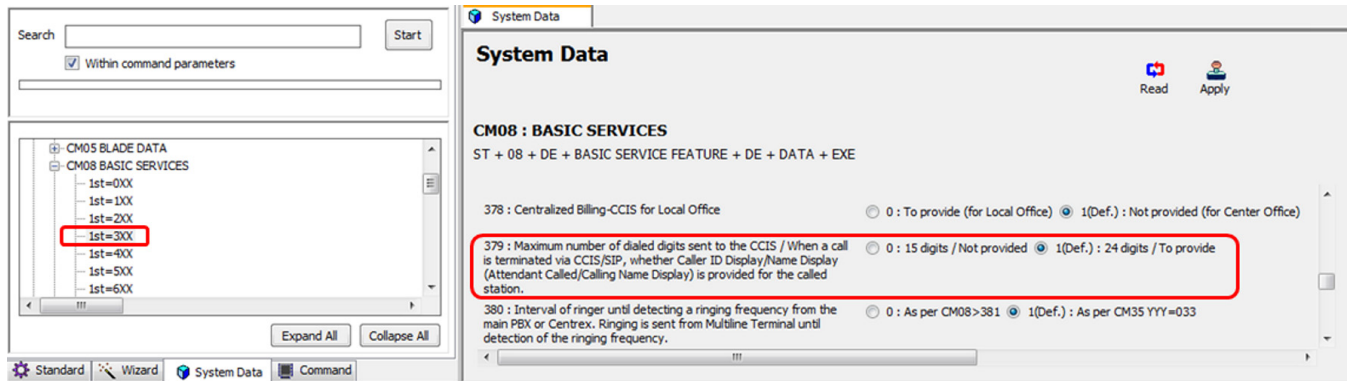 Search
Start
Within command parameters
CM05 BLADE DATA
CM08 BASIC SERVICES
1st=0XX
1st=1XX
1st=2XX
1st=3XX
1st=4XX
1st=5XX
1st=6XX
Expand All
Collapse All
Standard
Wizard
System Data
Command
System Data
System Data
Read
Apply
CM08 : BASIC SERVICES
ST + 08 + DE + BASIC SERVICE FEATURE + DE + DATA + EXE
378 : Centralized Billing-CCIS for Local Office
0 : To provide (for Local Office)
1(Def.) : Not provided (for Center Office)
379 : Maximum number of dialed digits sent to the CCIS / When a call
is terminated via CCIS/SIP, whether Caller ID Display/Name Display
(Attendant Called/Calling Name Display) is provided for the called
station.
0 : 15 digits / Not provided
1(Def.) : 24 digits / To provide
380 : Interval of ringer until detecting a ringing frequency from the
main PBX or Centrex. Ringing is sent from Multiline Terminal until
detection of the ringing frequency.
0 : As per CM08>381
1(Def.) : As per CM35 YYY=033